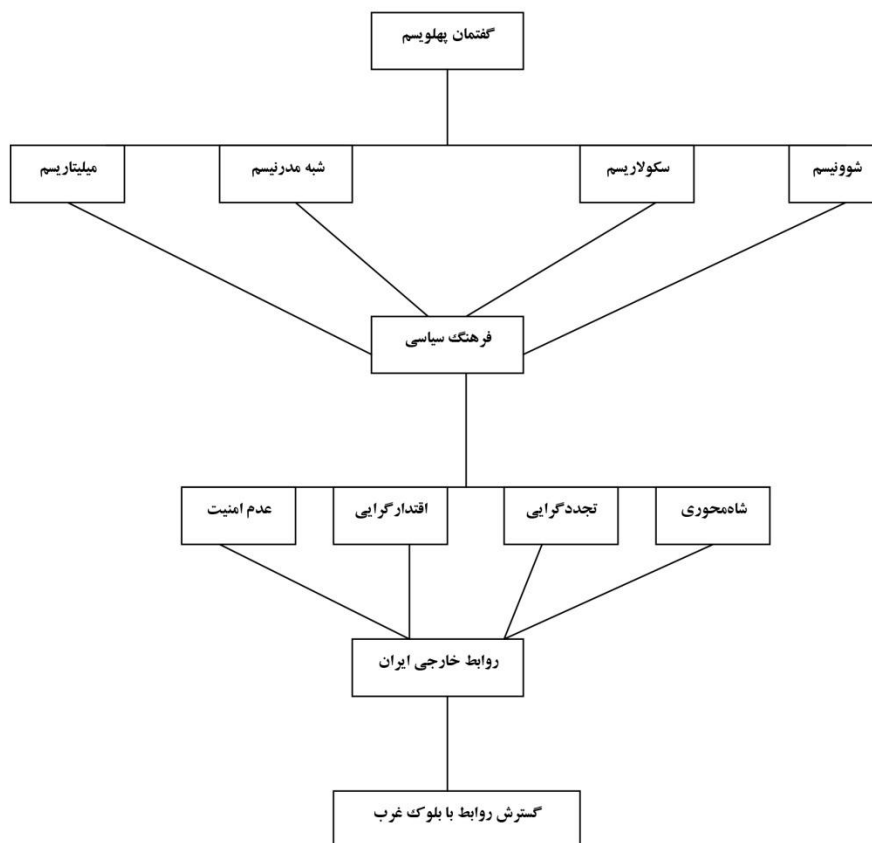 گفتمان پهلویسم
شوونیسم
سکولاریسم
شبه مدرنیسم
میلیتاریسم
فرهنگ سیاسی
شاه‌محوری
تجددگرایی
اقتدارگرایی
عدم امنیت
روابط خارجی ایران
گسترش روابط با بلوک غرب